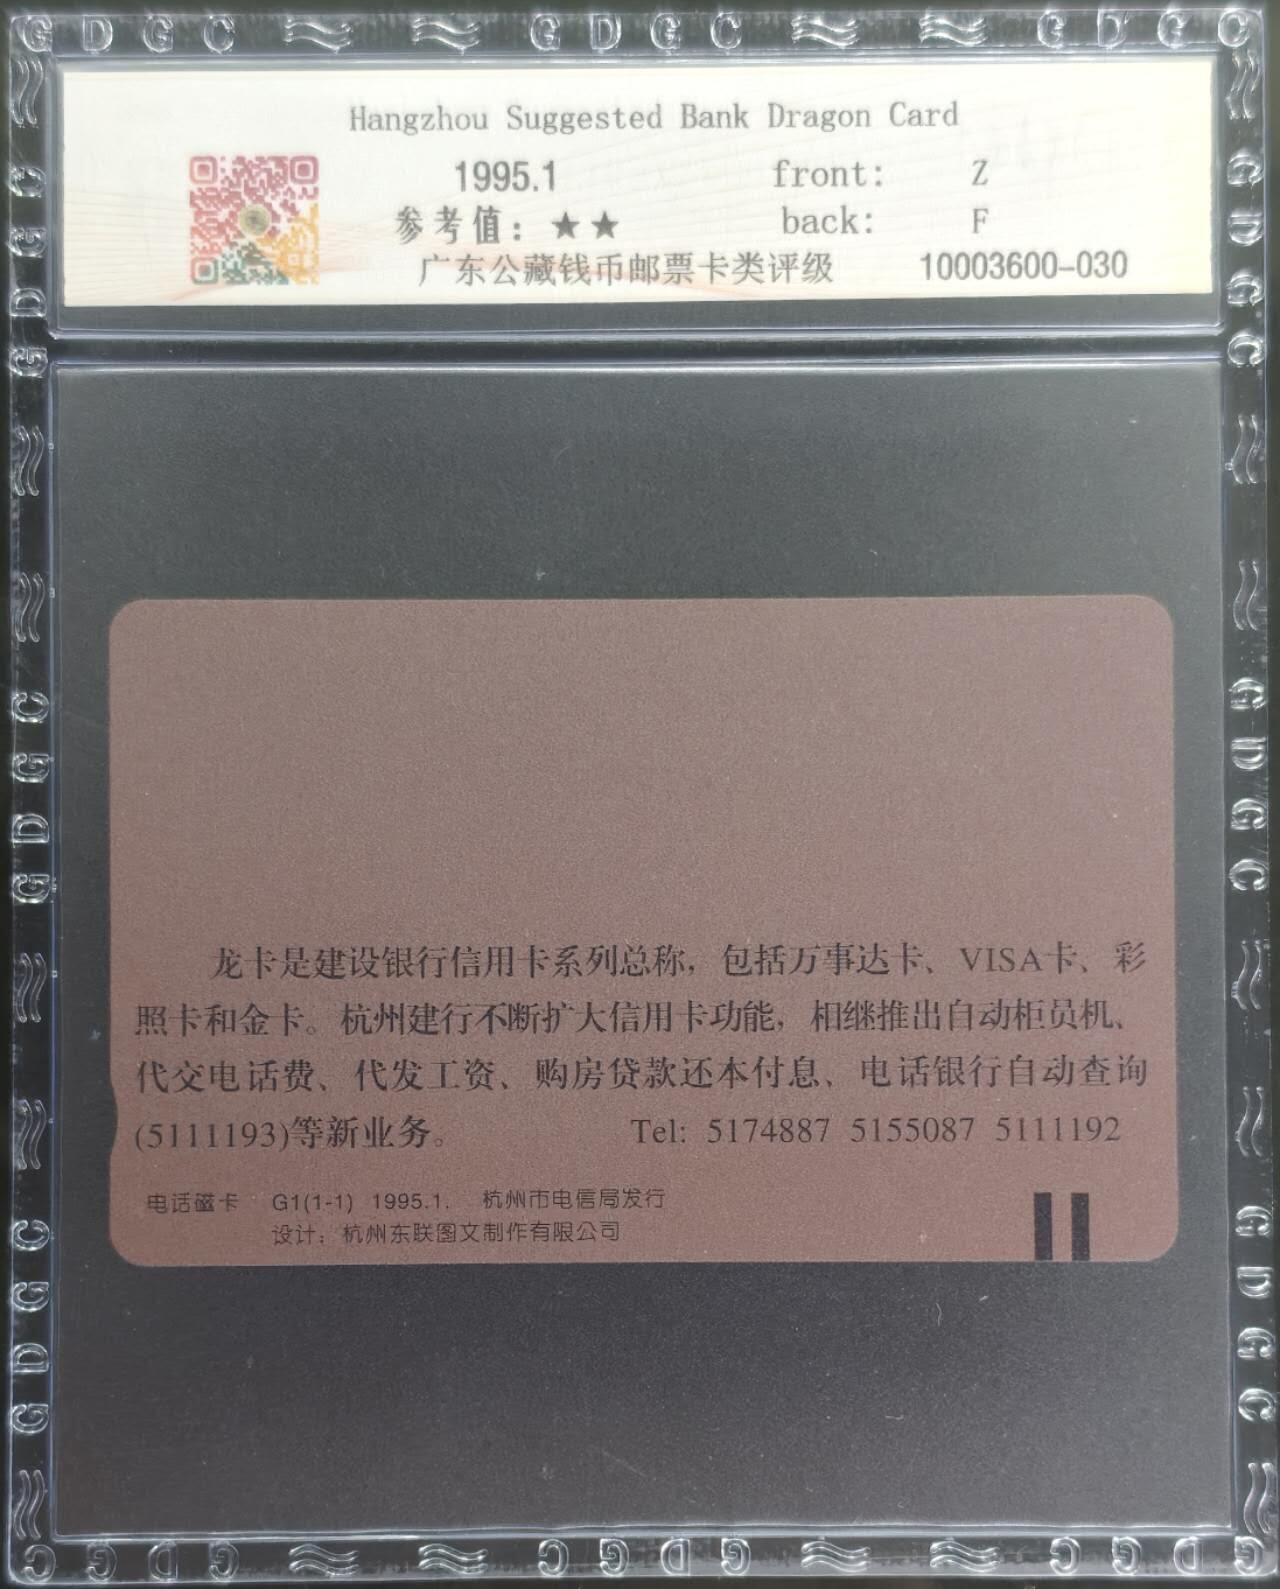 G D G C G D G C G D G C
Hangzhou Suggested Bank Dragon Card
1995.1 front: Z
参考值：★★ back: F
广东公藏钱币邮票卡类评级 10003600-030
龙卡是建设银行信用卡系列总称，包括万事达卡、VISA卡、彩
照卡和金卡。杭州建行不断扩大信用卡功能，相继推出自动柜员机、
代交电话费、代发工资、购房贷款还本付息、电话银行自动查询
(5111193)等新业务。 Tel: 5174887 5155087 5111192
电话磁卡 G1(1-1) 1995.1. 杭州市电信局发行
设计：杭州东联图文制作有限公司